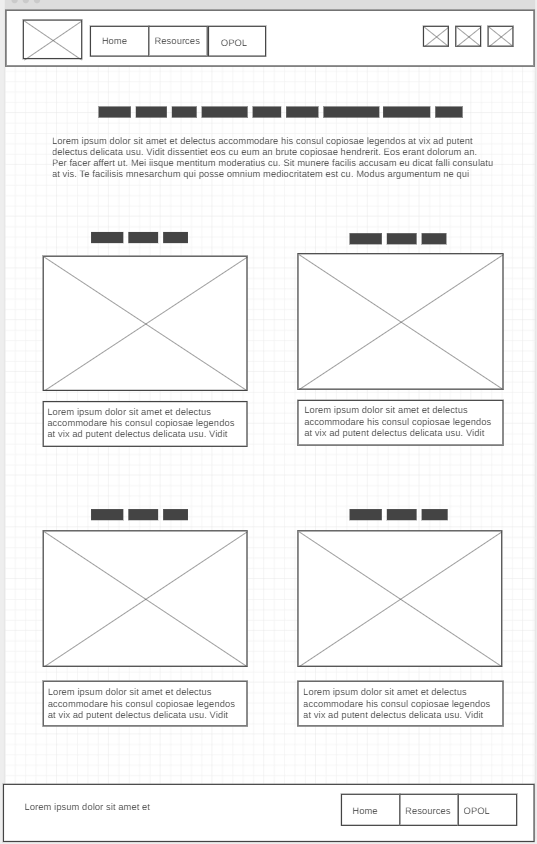 Home
Resources
OPOL
Lorem ipsum dolor sit amet et delectus accommodare his consul copiosae legendos at vix ad putent
delectus delicata usu. Vidit dissentiet eos cu eum an brute copiosae hendrerit. Eos erant dolorum an.
Per facer affert ut. Mei iisque mentitum moderatius cu. Sit munere facilis accusam eu dicat falli consulatu
at vis. Te facilisis mnesarchum qui posse omnium mediocritatem est cu. Modus argumentum ne qui
Lorem ipsum dolor sit amet et delectus
accommodare his consul copiosae legendos
at vix ad putent delectus delicata usu. Vidit
Lorem ipsum dolor sit amet et delectus
accommodare his consul copiosae legendos
at vix ad putent delectus delicata usu. Vidit
Lorem ipsum dolor sit amet et delectus
accommodare his consul copiosae legendos
at vix ad putent delectus delicata usu. Vidit
Lorem ipsum dolor sit amet et delectus
accommodare his consul copiosae legendos
at vix ad putent delectus delicata usu. Vidit
Lorem ipsum dolor sit amet et
Home
Resources
OPOL